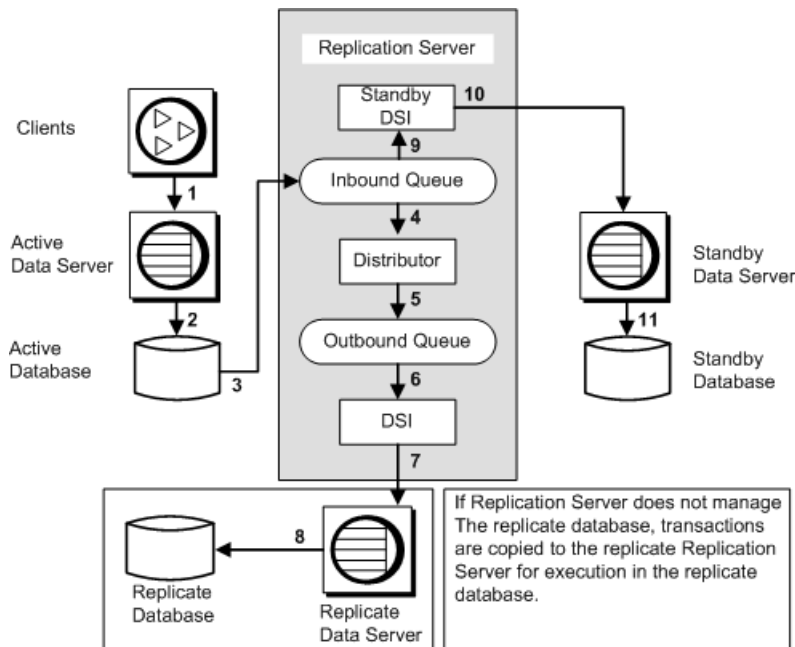 Replication Server
Clients
1
Active
Data Server
2
Active
Database
3
Standby
DSI
10
9
Inbound Queue
4
Distributor
5
Outbound Queue
6
DSI
7
Standby
Data Server
11
Standby
Database
8
Replicate
Database
Replicate
Data Server
If Replication Server does not manage
The replicate database, transactions
are copied to the replicate Replication
Server for execution in the replicate
database.